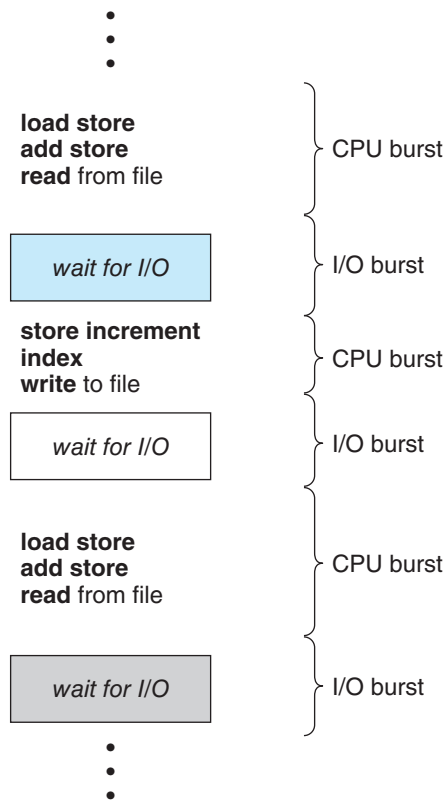 load store
add store
read from file
CPU burst
wait for I/O
I/O burst
store increment
index
write to file
CPU burst
wait for I/O
I/O burst
load store
add store
read from file
CPU burst
wait for I/O
I/O burst